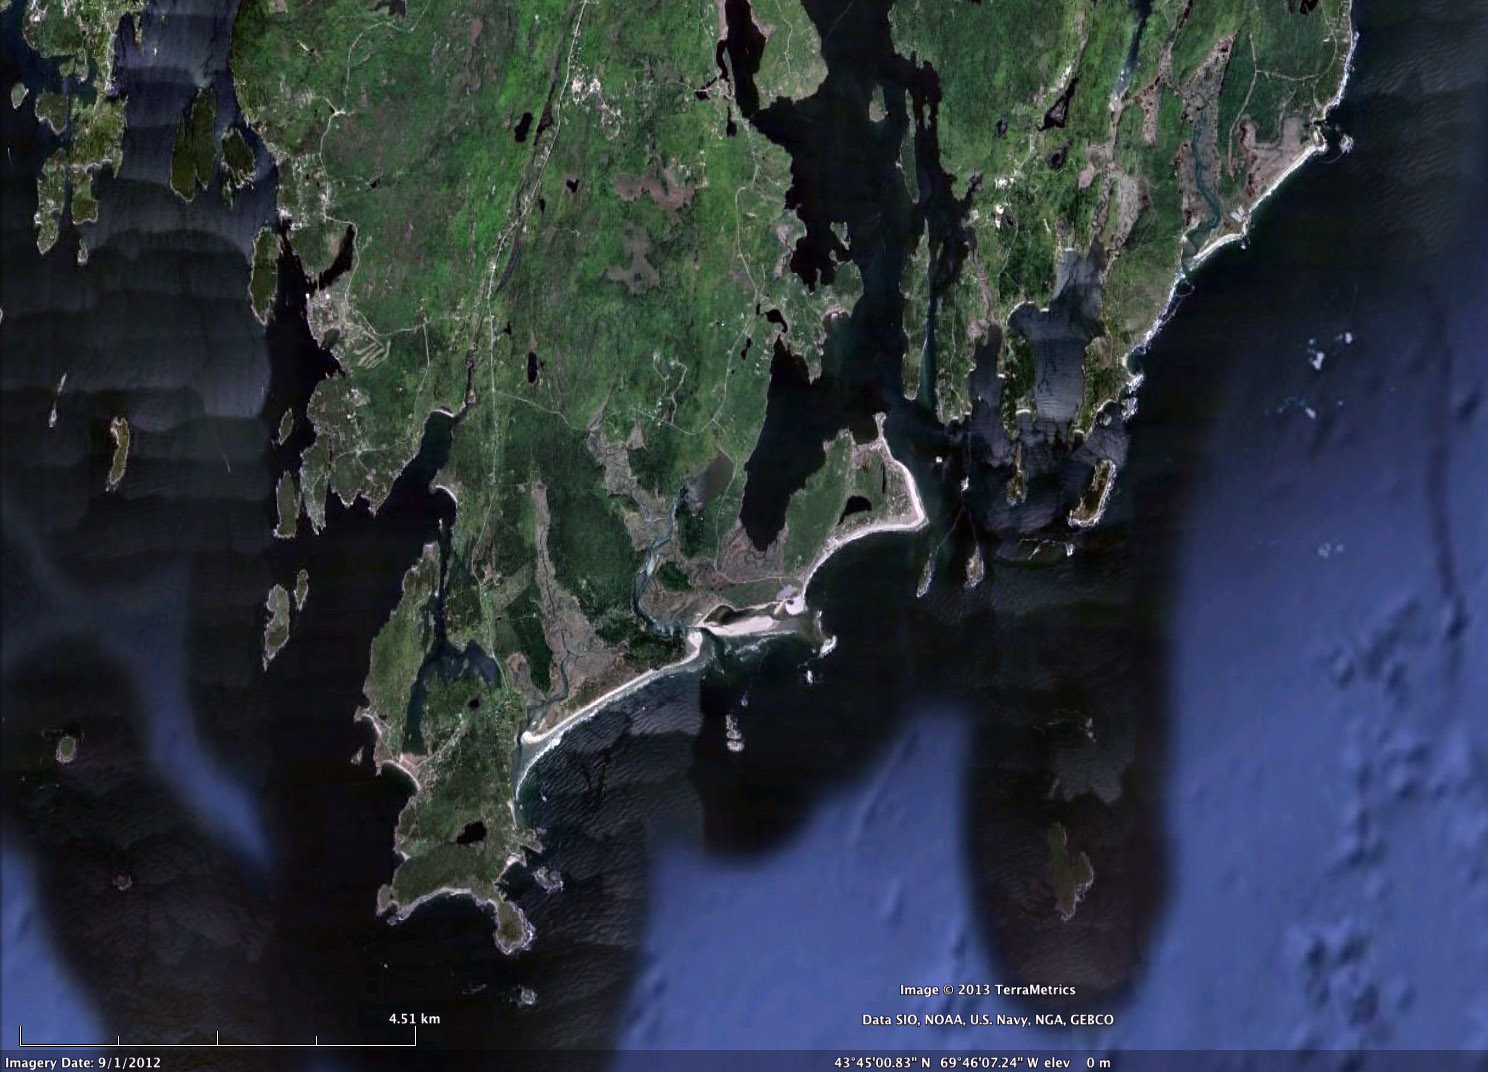 Image © 2013 TerraMetrics
4.51 km
Data SIO, NOAA, U.S. Navy, NGA, GEBCO
Imagery Date: 9/1/2012
43°45'00.83" N 69°46'07.24" W elev 0 m